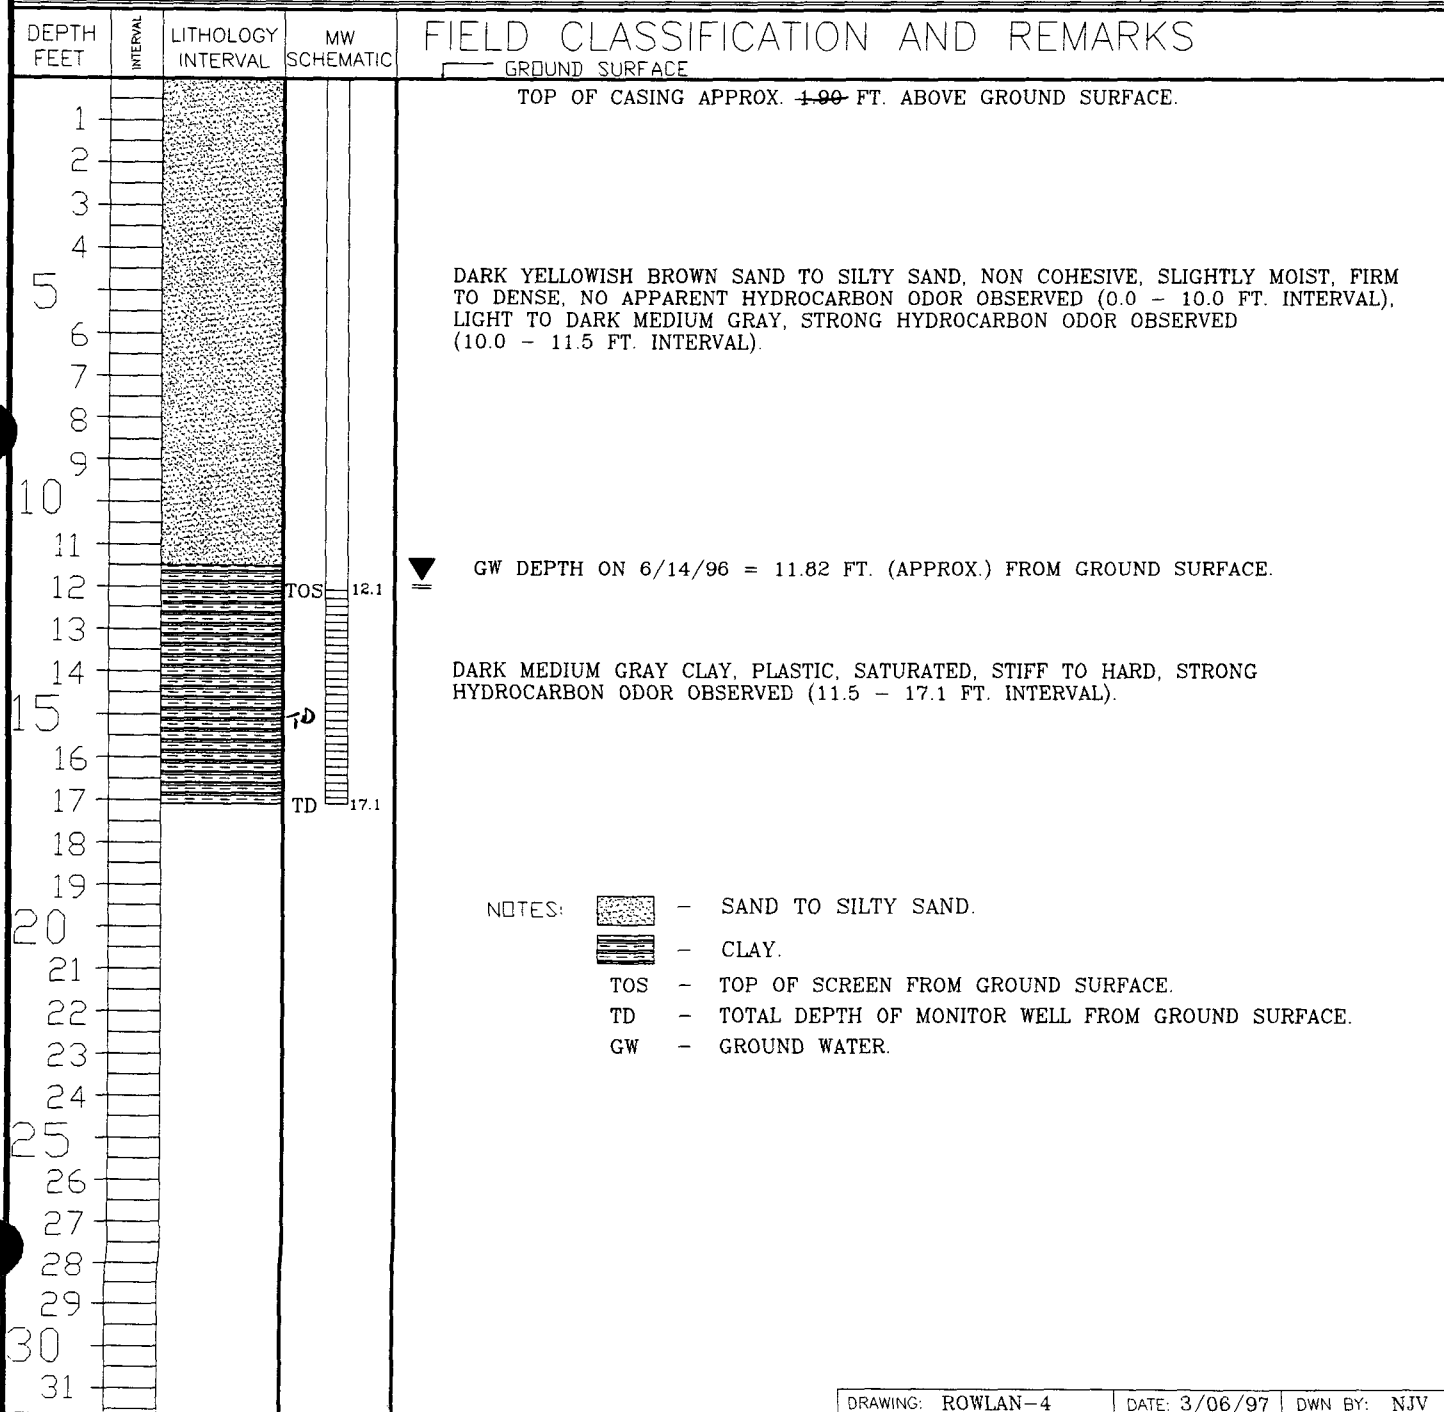 DEPTH FEET
INTERVAL
LITHOLOGY INTERVAL
MW SCHEMATIC
FIELD CLASSIFICATION AND REMARKS
GROUND SURFACE
TOP OF CASING APPROX. 1.90 FT. ABOVE GROUND SURFACE.
1
2
3
4
5
DARK YELLOWISH BROWN SAND TO SILTY SAND, NON COHESIVE, SLIGHTLY MOIST, FIRM
TO DENSE, NO APPARENT HYDROCARBON ODOR OBSERVED (0.0 - 10.0 FT. INTERVAL),
LIGHT TO DARK MEDIUM GRAY, STRONG HYDROCARBON ODOR OBSERVED
(10.0 - 11.5 FT. INTERVAL).
6
7
8
9
10
11
GW DEPTH ON 6/14/96 = 11.82 FT. (APPROX.) FROM GROUND SURFACE.
12
TOS 12.1
13
14
DARK MEDIUM GRAY CLAY, PLASTIC, SATURATED, STIFF TO HARD, STRONG
HYDROCARBON ODOR OBSERVED (11.5 - 17.1 FT. INTERVAL).
15
TD
16
17
TD 17.1
18
19
20
NOTES: - SAND TO SILTY SAND.
- CLAY.
21
TOS - TOP OF SCREEN FROM GROUND SURFACE.
22
TD - TOTAL DEPTH OF MONITOR WELL FROM GROUND SURFACE.
23
GW - GROUND WATER.
24
25
26
27
28
29
30
31
DRAWING: ROWLAN-4 DATE: 3/06/97 DWN BY: NJV